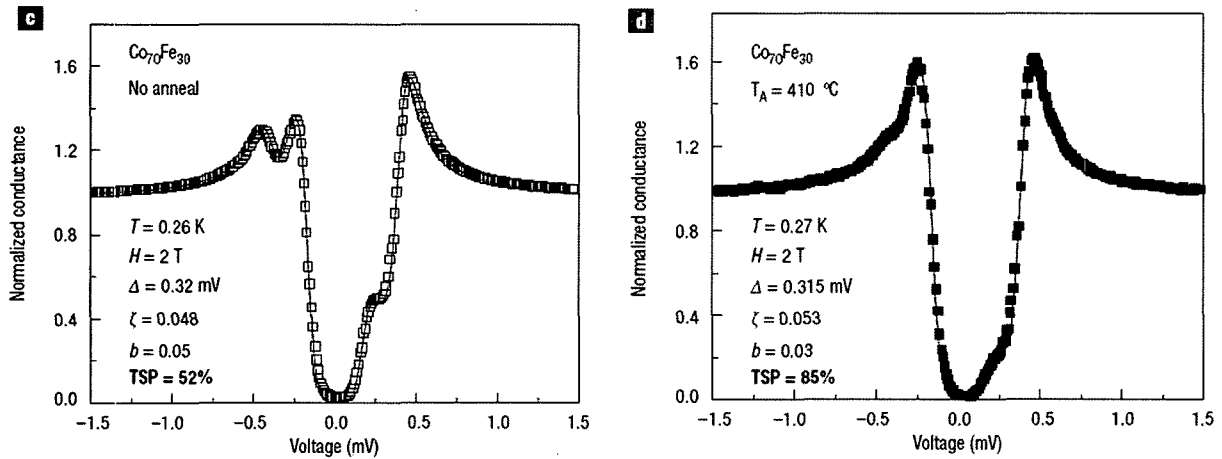 c
Co₇₀Fe₃₀
No anneal
T = 0.26 K
H = 2 T
Δ = 0.32 mV
ζ = 0.048
b = 0.05
TSP = 52%
Normalized conductance
1.6
1.2
0.8
0.4
0.0
−1.5 −1.0 −0.5 0.0 0.5 1.0 1.5
Voltage (mV)
d
Co₇₀Fe₃₀
T_A = 410 ºC
T = 0.27 K
H = 2 T
Δ = 0.315 mV
ζ = 0.053
b = 0.03
TSP = 85%
Normalized conductance
1.6
1.2
0.8
0.4
0.0
−1.5 −1.0 −0.5 0.0 0.5 1.0 1.5
Voltage (mV)